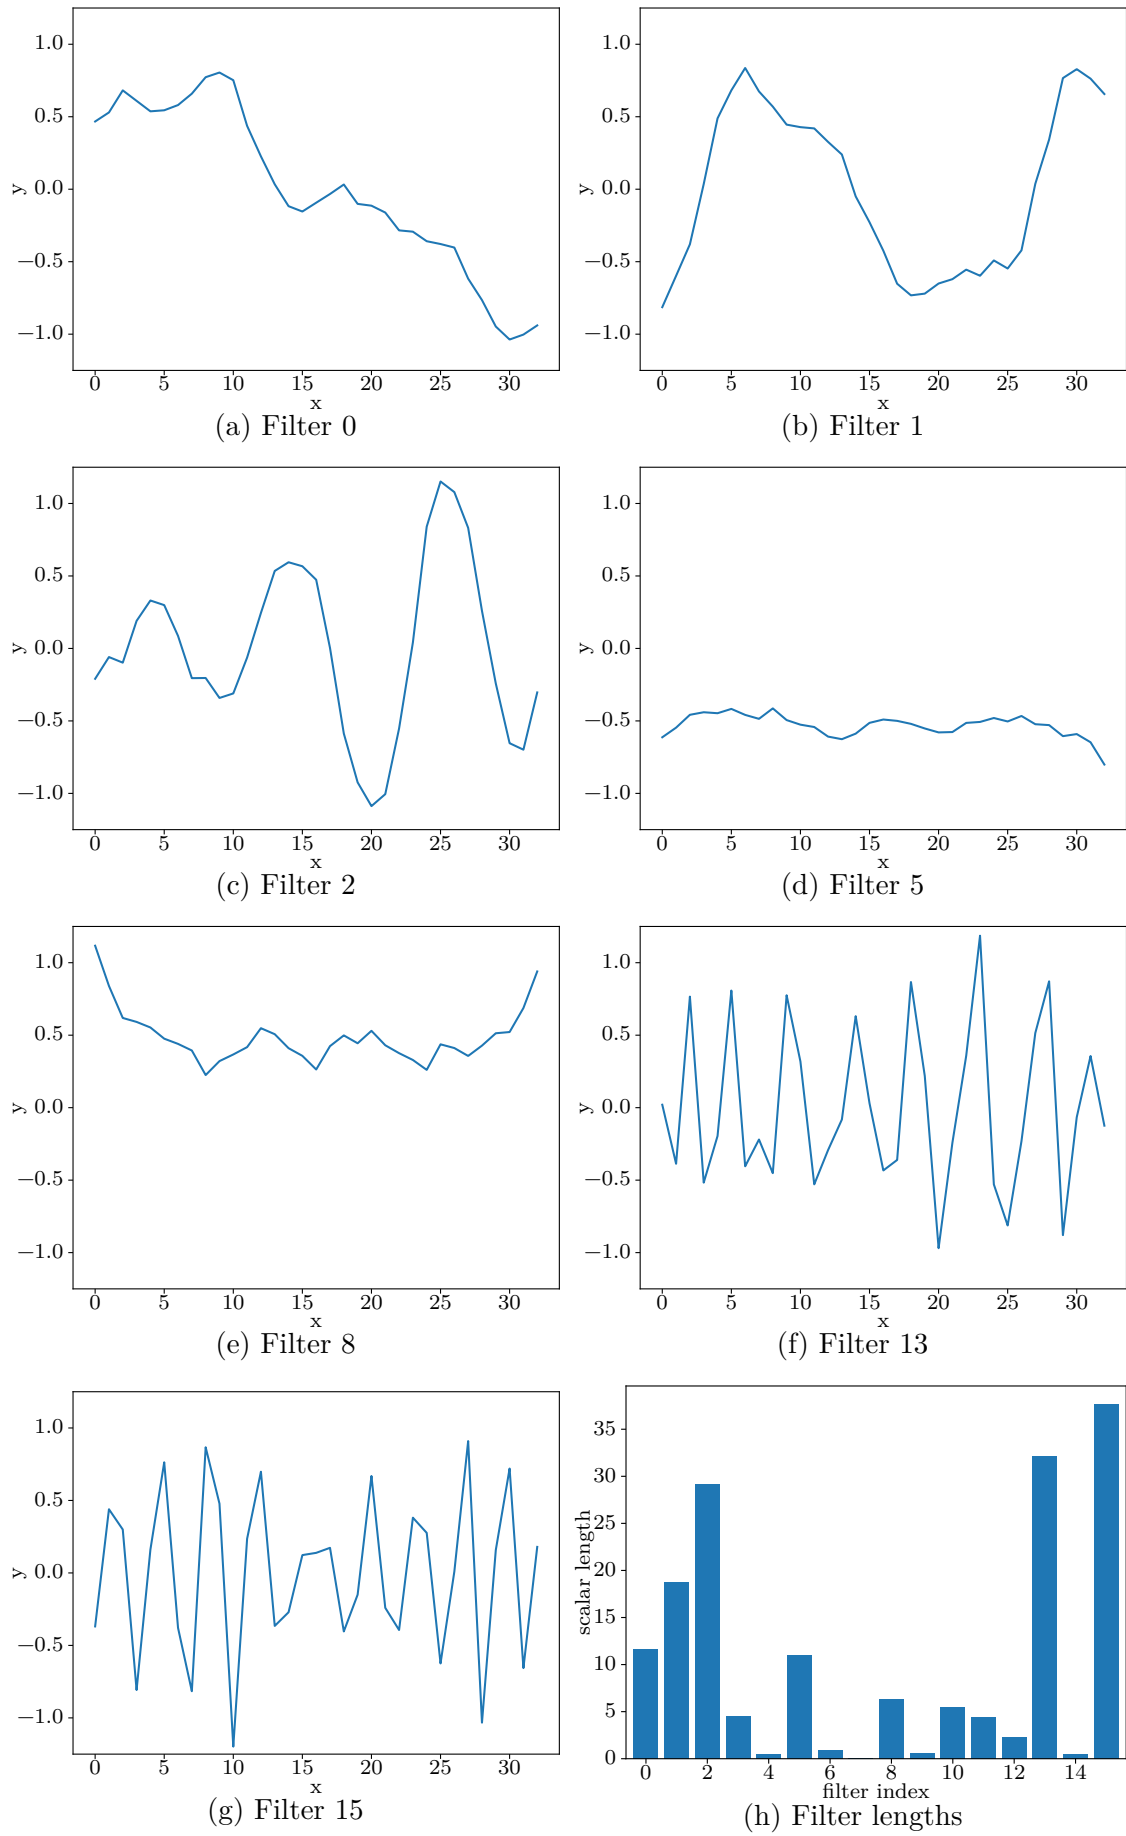 1.0
0.5
0.0
−0.5
−1.0
y
0 5 10 15 20 25 30
x
(a) Filter 0
1.0
0.5
0.0
−0.5
−1.0
y
0 5 10 15 20 25 30
x
(b) Filter 1
1.0
0.5
0.0
−0.5
−1.0
y
0 5 10 15 20 25 30
x
(c) Filter 2
1.0
0.5
0.0
−0.5
−1.0
y
0 5 10 15 20 25 30
x
(d) Filter 5
1.0
0.5
0.0
−0.5
−1.0
y
0 5 10 15 20 25 30
x
(e) Filter 8
1.0
0.5
0.0
−0.5
−1.0
y
0 5 10 15 20 25 30
x
(f) Filter 13
1.0
0.5
0.0
−0.5
−1.0
y
0 5 10 15 20 25 30
x
(g) Filter 15
35
30
25
20
15
10
5
0
scalar length
0 2 4 6 8 10 12 14
filter index
(h) Filter lengths